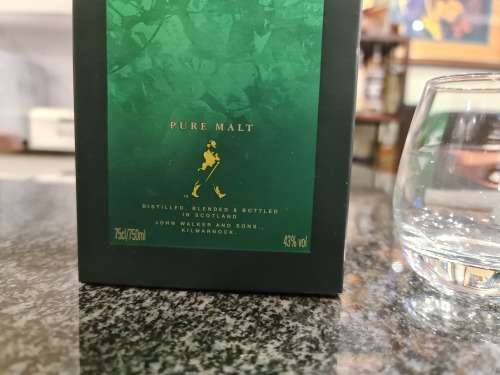 PURE MALT
DISTILLED, BLENDED & BOTTLED
IN SCOTLAND
JOHN WALKER AND SONS.,
KILMARNOCK.
75cl/750ml
43% vol